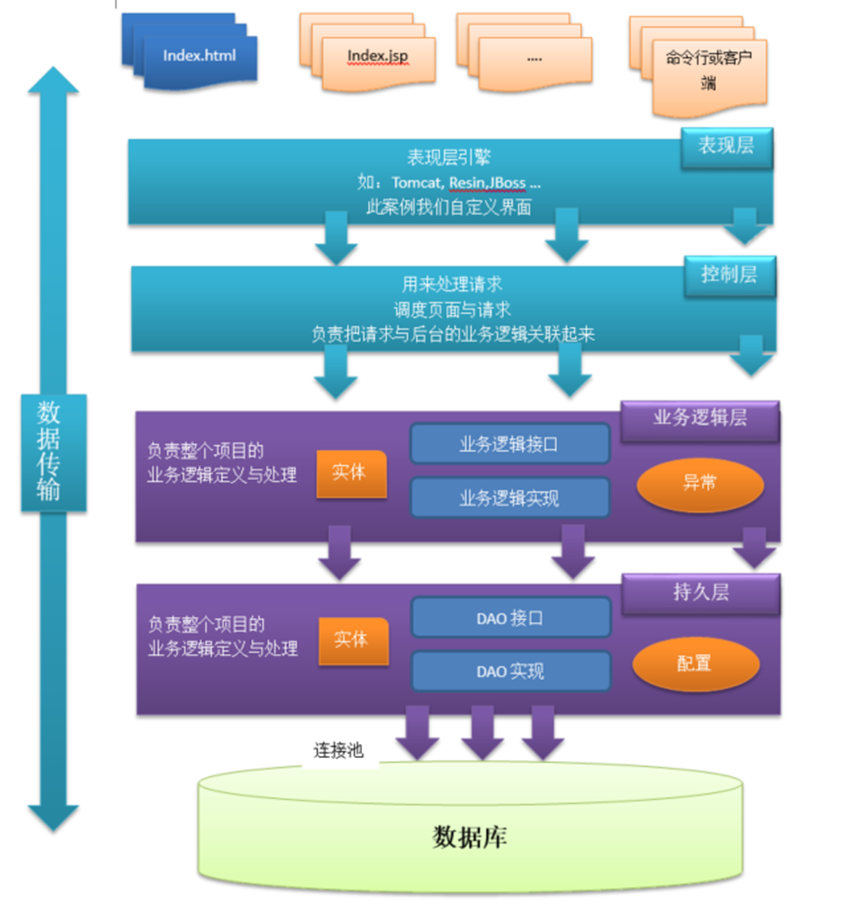 Index.html
Index.jsp
....
命令行或客户
端
表现层
表现层引擎
如：Tomcat, Resin,JBoss ...
此案例我们自定义界面
控制层
用来处理请求
调度页面与请求
负责把请求与后台的业务逻辑关联起来
数据传输
业务逻辑层
负责整个项目的
业务逻辑定义与处理
实体
业务逻辑接口
业务逻辑实现
异常
持久层
负责整个项目的
业务逻辑定义与处理
实体
DAO 接口
DAO 实现
配置
连接池
数据库